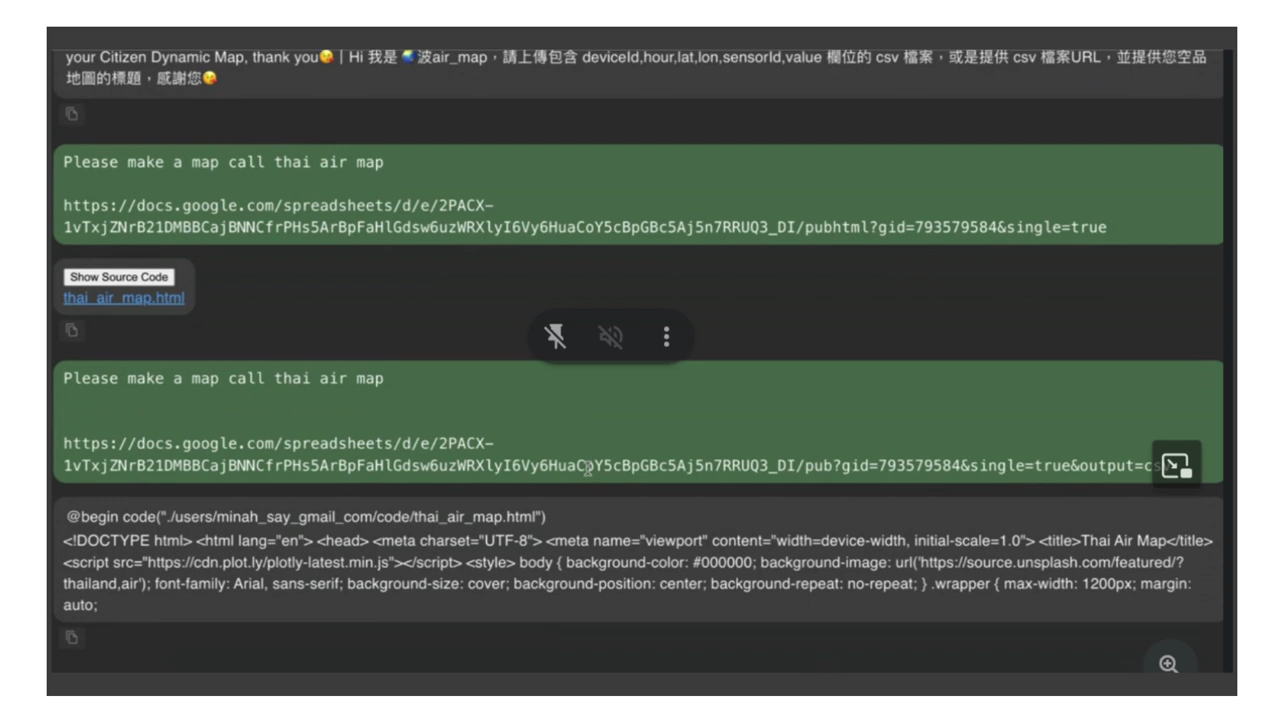 your Citizen Dynamic Map, thank you😘 | Hi 我是🌏波air_map，請上傳包含 deviceId,hour,lat,lon,sensorId,value 欄位的 csv 檔案，或是提供 csv 檔案URL，並提供您空品
地圖的標題，感謝您😘
Please make a map call thai air map
https://docs.google.com/spreadsheets/d/e/2PACX-
1vTxjZNrB21DMBBCajBNNCfrPHs5ArBpFaHlGdsw6uzWRXlyI6Vy6HuaCoY5cBpGBc5Aj5n7RRUQ3_DI/pubhtml?gid=793579584&single=true
Show Source Code
thai_air_map.html
Please make a map call thai air map
https://docs.google.com/spreadsheets/d/e/2PACX-
1vTxjZNrB21DMBBCajBNNCfrPHs5ArBpFaHlGdsw6uzWRXlyI6Vy6HuaCoY5cBpGBc5Aj5n7RRUQ3_DI/pub?gid=793579584&single=true&output=cs
@begin code("./users/minah_say_gmail_com/code/thai_air_map.html")
<!DOCTYPE html> <html lang="en"> <head> <meta charset="UTF-8"> <meta name="viewport" content="width=device-width, initial-scale=1.0"> <title>Thai Air Map</title>
<script src="https://cdn.plot.ly/plotly-latest.min.js"></script> <style> body { background-color: #000000; background-image: url('https://source.unsplash.com/featured/?
thailand,air'); font-family: Arial, sans-serif; background-size: cover; background-position: center; background-repeat: no-repeat; } .wrapper { max-width: 1200px; margin:
auto;